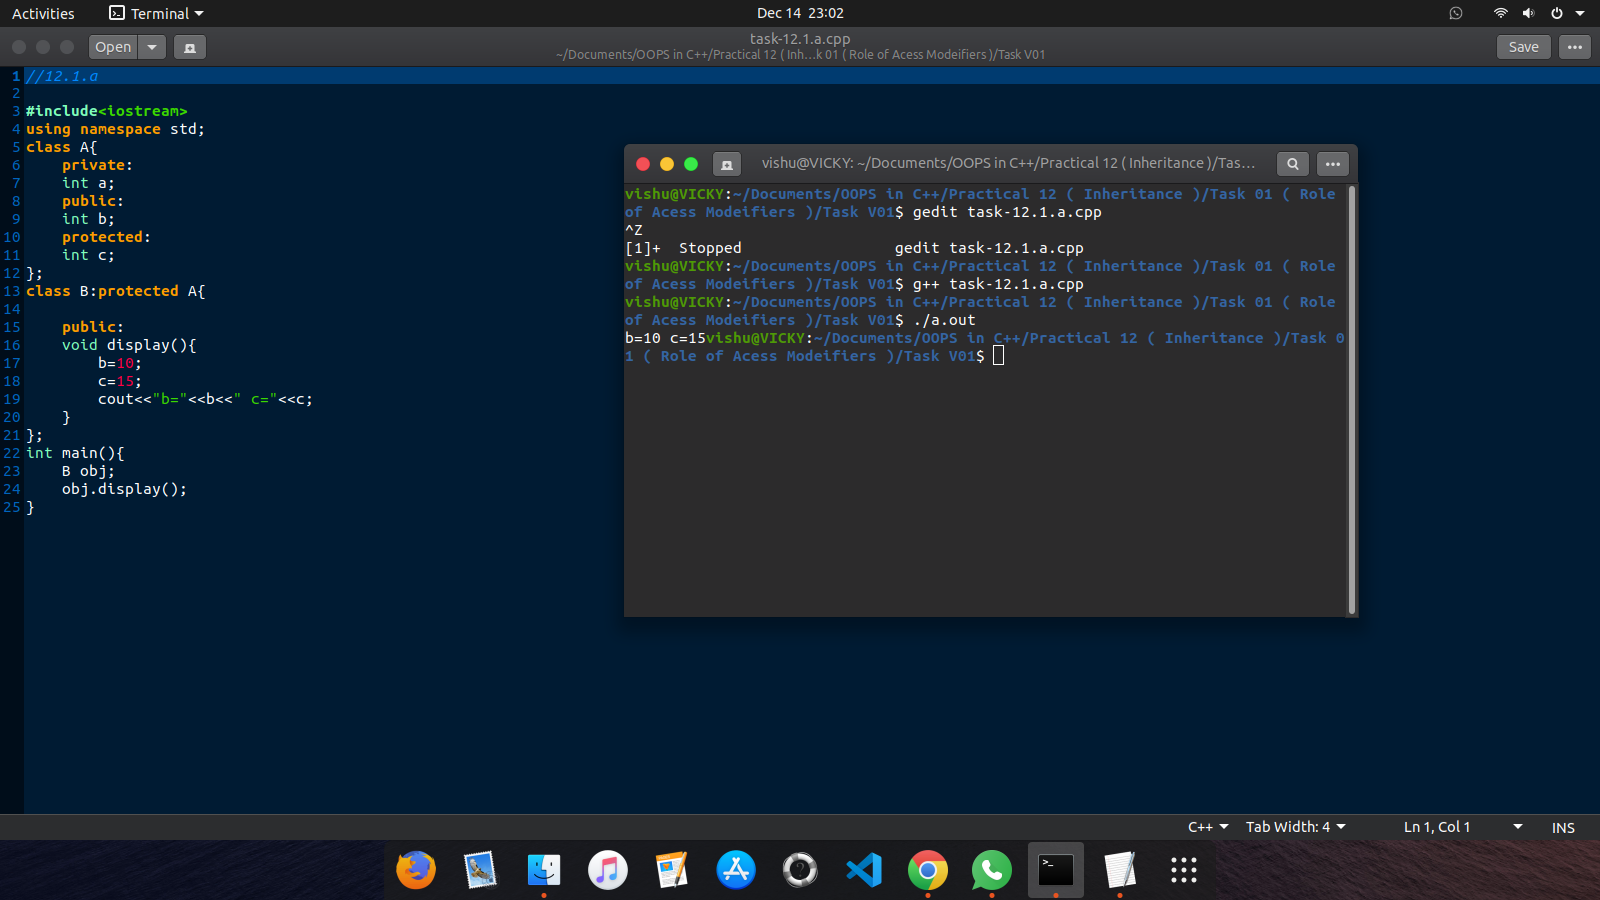 Activities
Terminal
Dec 14 23:02
Open
task-12.1.a.cpp
~/Documents/OOPS in C++/Practical 12 ( Inh...k 01 ( Role of Acess Modeifiers )/Task V01
Save
1 //12.1.a
2
3 #include<iostream>
4 using namespace std;
5 class A{
6     private:
7     int a;
8     public:
9     int b;
10     protected:
11     int c;
12 };
13 class B:protected A{
14
15     public:
16     void display(){
17         b=10;
18         c=15;
19         cout<<"b="<<b<<" c="<<c;
20     }
21 };
22 int main(){
23     B obj;
24     obj.display();
25 }
vishu@VICKY: ~/Documents/OOPS in C++/Practical 12 ( Inheritance )/Tas...
vishu@VICKY:~/Documents/OOPS in C++/Practical 12 ( Inheritance )/Task 01 ( Role
of Acess Modeifiers )/Task V01$ gedit task-12.1.a.cpp
^Z
[1]+  Stopped                 gedit task-12.1.a.cpp
vishu@VICKY:~/Documents/OOPS in C++/Practical 12 ( Inheritance )/Task 01 ( Role
of Acess Modeifiers )/Task V01$ g++ task-12.1.a.cpp
vishu@VICKY:~/Documents/OOPS in C++/Practical 12 ( Inheritance )/Task 01 ( Role
of Acess Modeifiers )/Task V01$ ./a.out
b=10 c=15vishu@VICKY:~/Documents/OOPS in C++/Practical 12 ( Inheritance )/Task 0
1 ( Role of Acess Modeifiers )/Task V01$
C++
Tab Width: 4
Ln 1, Col 1
INS